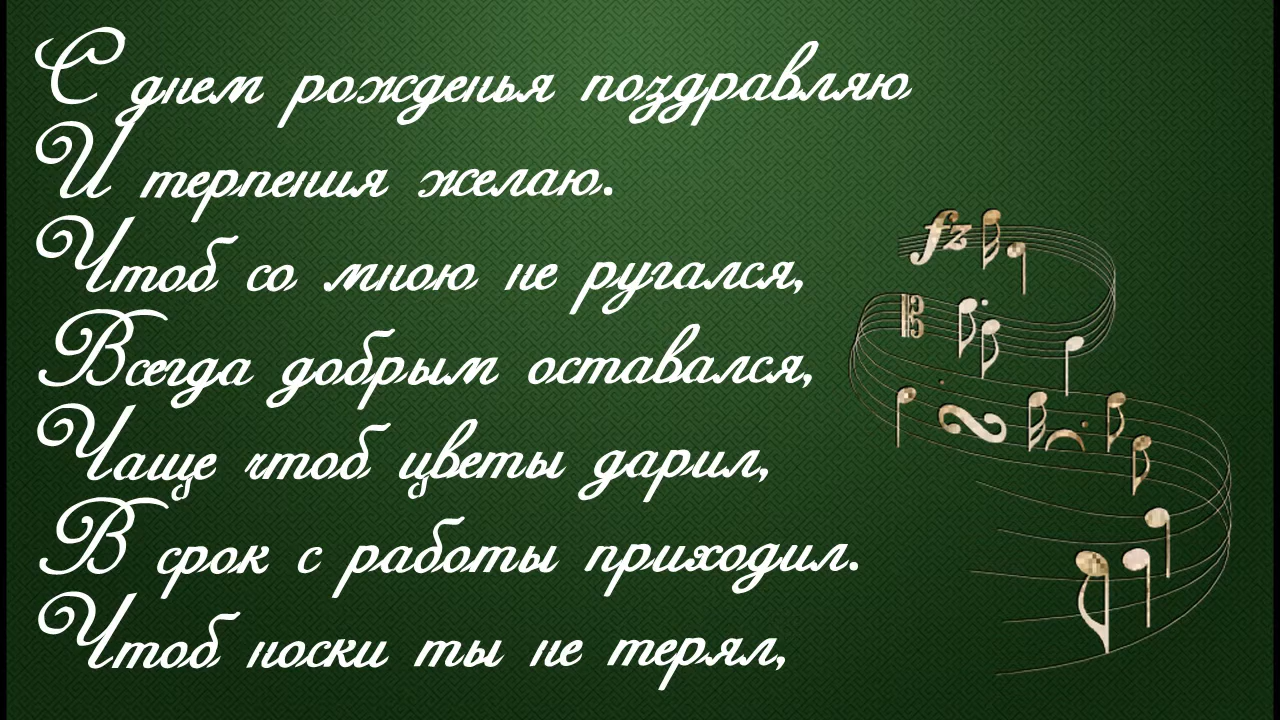 С днем рожденья поздравляю
И терпения желаю.
Чтоб со мною не ругался,
Всегда добрым оставался,
Чаще чтоб цветы дарил,
В срок с работы приходил.
Чтоб носки ты не терял,
fz